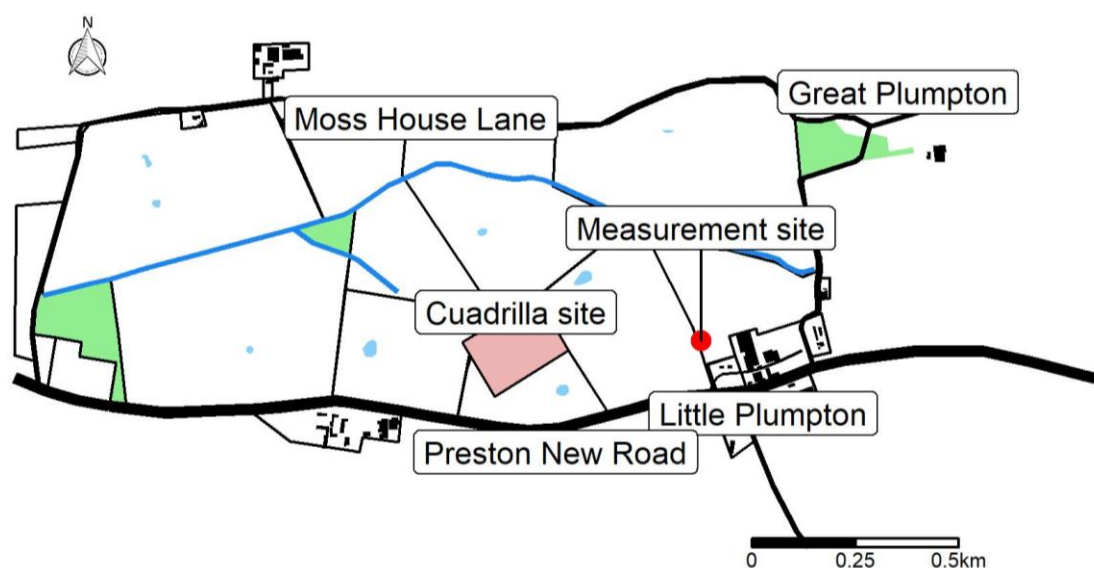 N
Moss House Lane
Great Plumpton
Measurement site
Cuadrilla site
Little Plumpton
Preston New Road
0 0.25 0.5km